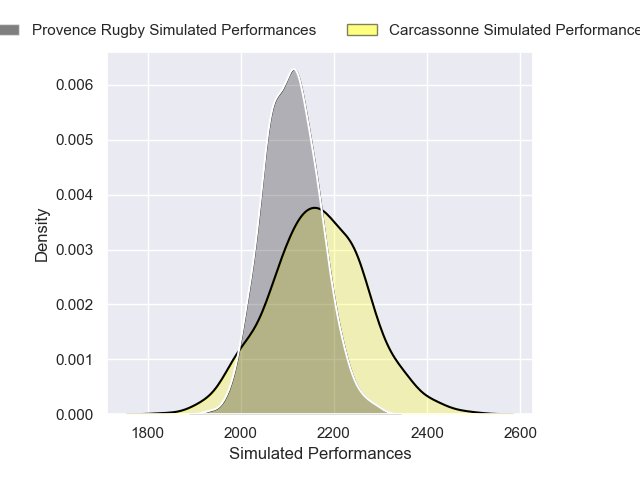 Provence Rugby Simulated Performances
Carcassonne Simulated Performance
0.006
0.005
0.004
0.003
0.002
0.001
0.000
Density
1800 2000 2200 2400 2600
Simulated Performances